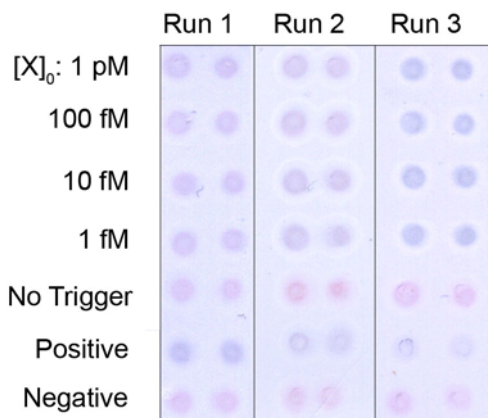 Run 1 Run 2 Run 3
[X]₀: 1 pM
100 fM
10 fM
1 fM
No Trigger
Positive
Negative